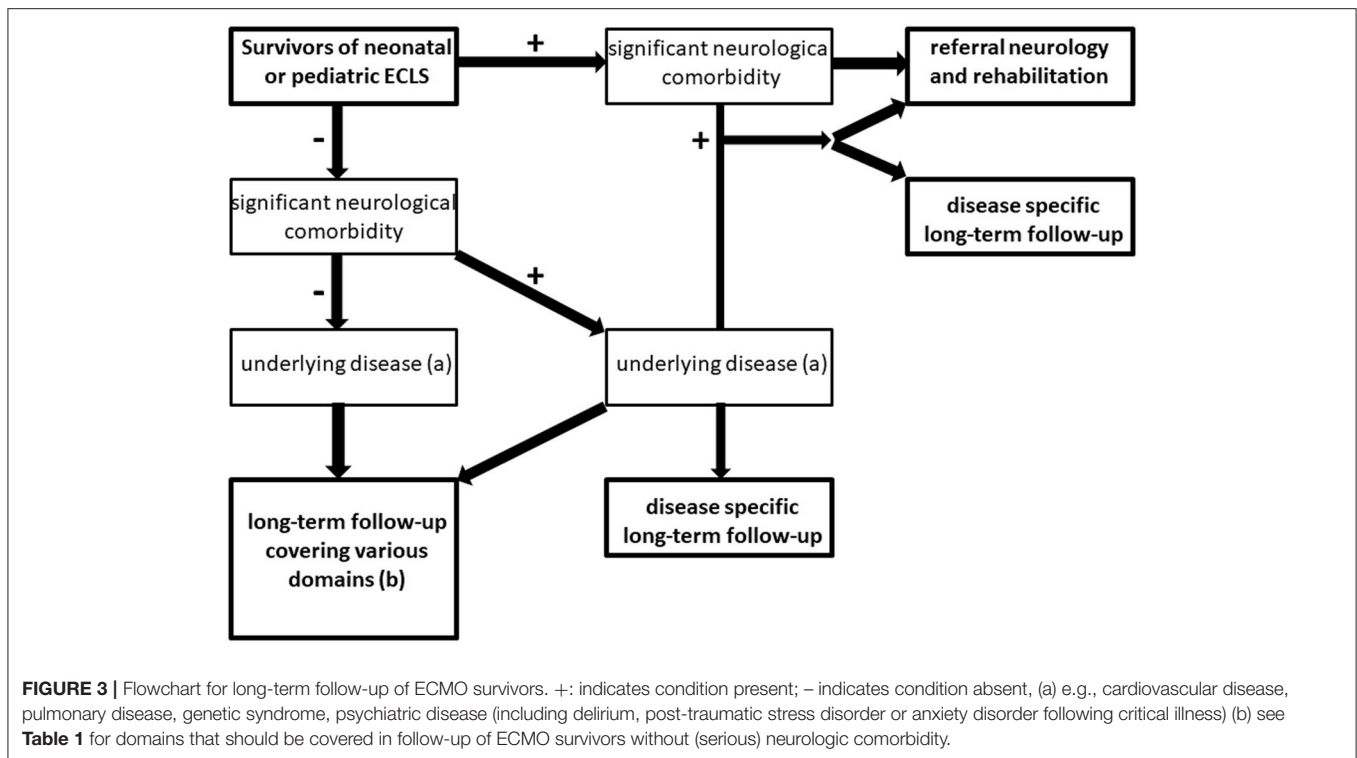 Survivors of neonatal
or pediatric ECLS
+
significant neurologica
comorbidity
referral neurology
and rehabilitation
-
+
significant neurological
comorbidity
disease specific
long-term follow-up
-
+
underlying disease (a)
underlying disease (a)
long-term follow-up
covering various
domains (b)
disease specific
long-term follow-up
FIGURE 3 | Flowchart for long-term follow-up of ECMO survivors. +: indicates condition present; – indicates condition absent, (a) e.g., cardiovascular disease,
pulmonary disease, genetic syndrome, psychiatric disease (including delirium, post-traumatic stress disorder or anxiety disorder following critical illness) (b) see
Table 1 for domains that should be covered in follow-up of ECMO survivors without (serious) neurologic comorbidity.